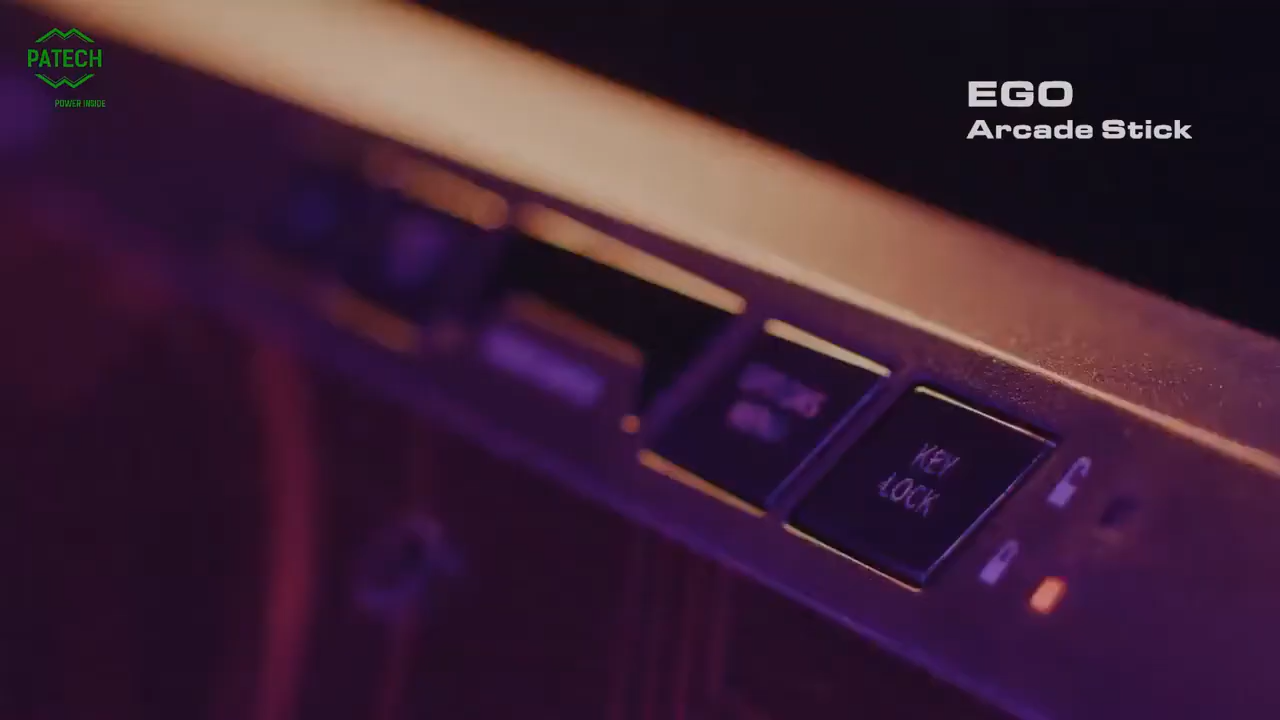 PATECH
POWER INSIDE
EGO
Arcade Stick
KEY
LOCK